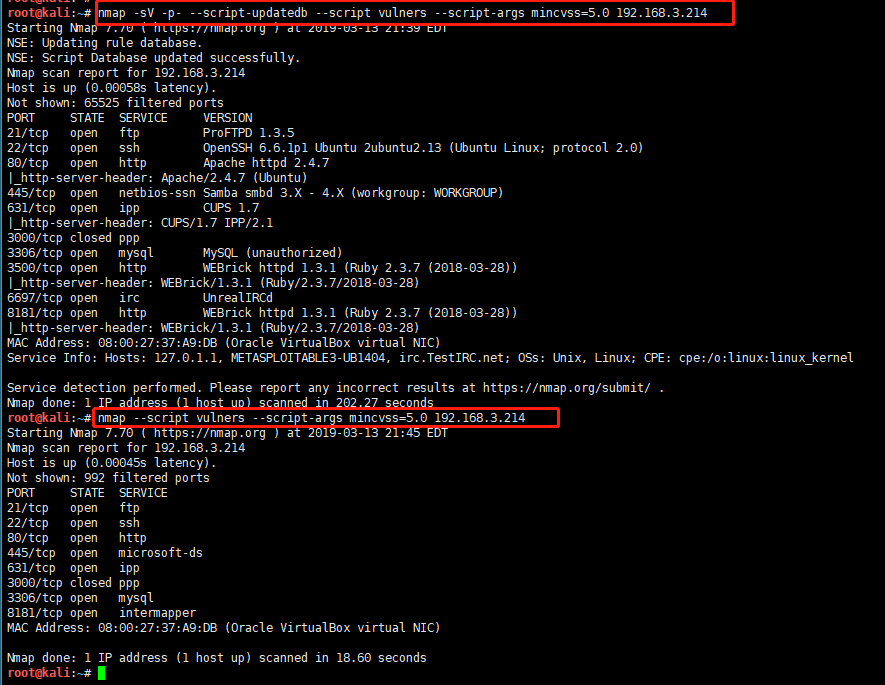 root@kali:~# nmap -sV -p- --script-updatedb --script vulners --script-args mincvss=5.0 192.168.3.214
Starting Nmap 7.70 ( https://nmap.org ) at 2019-03-13 21:39 EDT
NSE: Updating rule database.
NSE: Script Database updated successfully.
Nmap scan report for 192.168.3.214
Host is up (0.00058s latency).
Not shown: 65525 filtered ports
PORT     STATE  SERVICE     VERSION
21/tcp   open   ftp         ProFTPD 1.3.5
22/tcp   open   ssh         OpenSSH 6.6.1p1 Ubuntu 2ubuntu2.13 (Ubuntu Linux; protocol 2.0)
80/tcp   open   http        Apache httpd 2.4.7
|_http-server-header: Apache/2.4.7 (Ubuntu)
445/tcp  open   netbios-ssn Samba smbd 3.X - 4.X (workgroup: WORKGROUP)
631/tcp  open   ipp         CUPS 1.7
|_http-server-header: CUPS/1.7 IPP/2.1
3000/tcp closed ppp
3306/tcp open   mysql       MySQL (unauthorized)
3500/tcp open   http        WEBrick httpd 1.3.1 (Ruby 2.3.7 (2018-03-28))
|_http-server-header: WEBrick/1.3.1 (Ruby/2.3.7/2018-03-28)
6697/tcp open   irc         UnrealIRCd
8181/tcp open   http        WEBrick httpd 1.3.1 (Ruby 2.3.7 (2018-03-28))
|_http-server-header: WEBrick/1.3.1 (Ruby/2.3.7/2018-03-28)
MAC Address: 08:00:27:37:A9:DB (Oracle VirtualBox virtual NIC)
Service Info: Hosts: 127.0.1.1, METASPLOITABLE3-UB1404, irc.TestIRC.net; OSs: Unix, Linux; CPE: cpe:/o:linux:linux_kernel

Service detection performed. Please report any incorrect results at https://nmap.org/submit/ .
Nmap done: 1 IP address (1 host up) scanned in 202.27 seconds
root@kali:~# nmap --script vulners --script-args mincvss=5.0 192.168.3.214
Starting Nmap 7.70 ( https://nmap.org ) at 2019-03-13 21:45 EDT
Nmap scan report for 192.168.3.214
Host is up (0.00045s latency).
Not shown: 992 filtered ports
PORT     STATE  SERVICE
21/tcp   open   ftp
22/tcp   open   ssh
80/tcp   open   http
445/tcp  open   microsoft-ds
631/tcp  open   ipp
3000/tcp closed ppp
3306/tcp open   mysql
8181/tcp open   intermapper
MAC Address: 08:00:27:37:A9:DB (Oracle VirtualBox virtual NIC)

Nmap done: 1 IP address (1 host up) scanned in 18.60 seconds
root@kali:~#